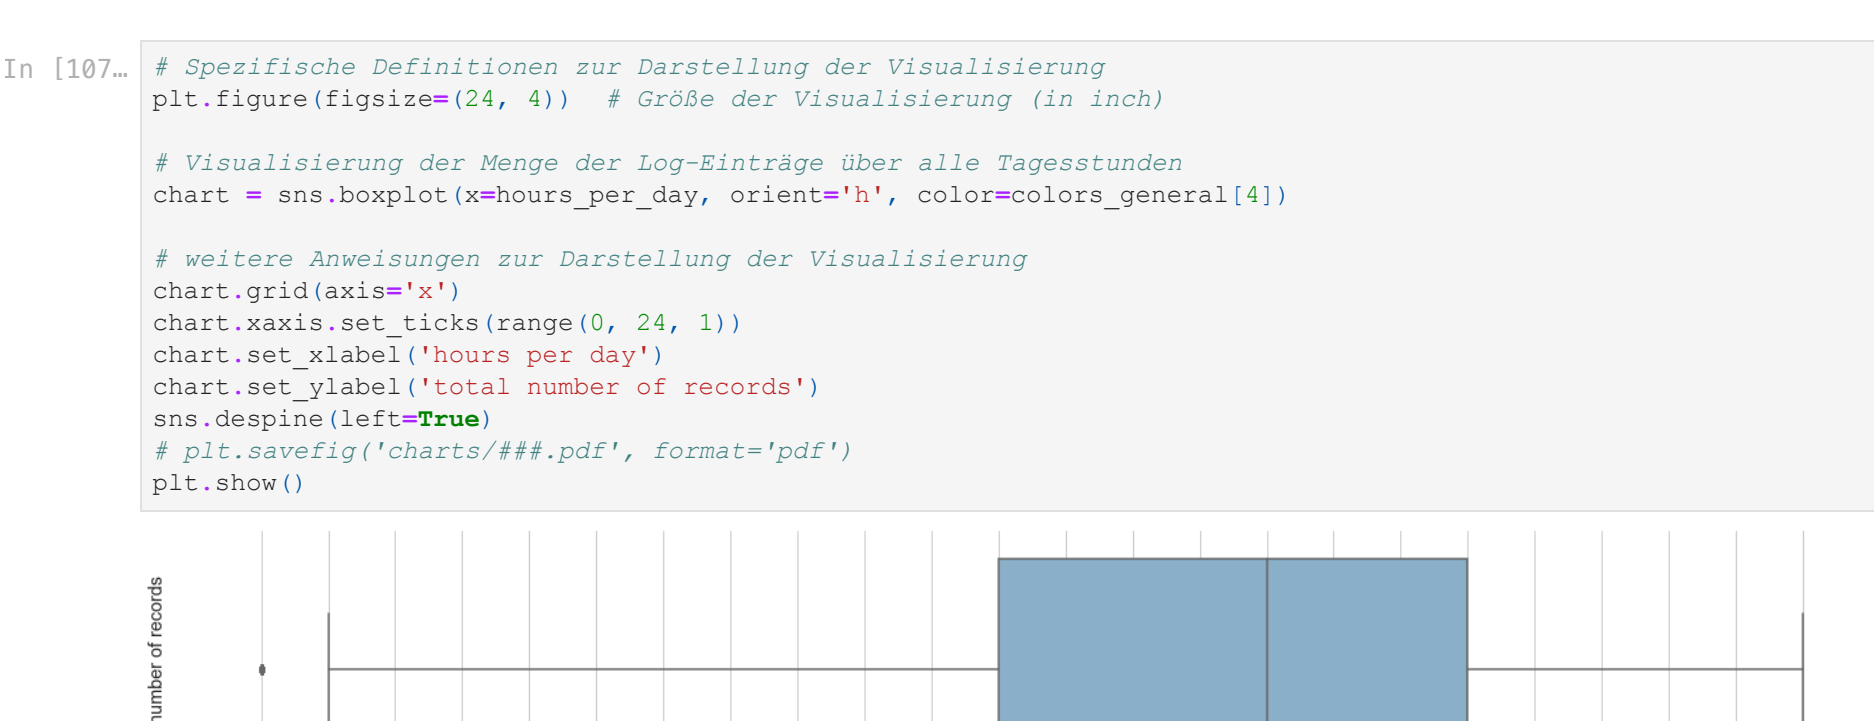 In [107…
# Spezifische Definitionen zur Darstellung der Visualisierung
plt.figure(figsize=(24, 4))  # Größe der Visualisierung (in inch)
# Visualisierung der Menge der Log-Einträge über alle Tagesstunden
chart = sns.boxplot(x=hours_per_day, orient='h', color=colors_general[4])
# weitere Anweisungen zur Darstellung der Visualisierung
chart.grid(axis='x')
chart.xaxis.set_ticks(range(0, 24, 1))
chart.set_xlabel('hours per day')
chart.set_ylabel('total number of records')
sns.despine(left=True)
# plt.savefig('charts/###.pdf', format='pdf')
plt.show()
number of records